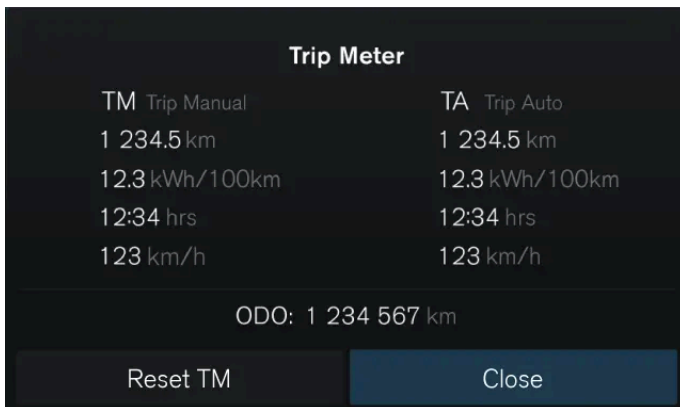 Trip Meter
TM Trip Manual
1 234.5 km
12.3 kWh/100km
12:34 hrs
123 km/h
TA Trip Auto
1 234.5 km
12.3 kWh/100km
12:34 hrs
123 km/h
ODO: 1 234 567 km
Reset TM
Close